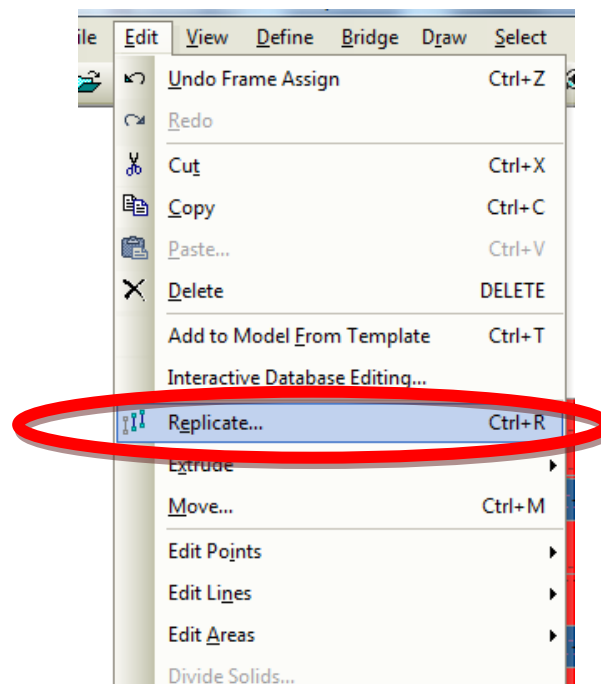 ile Edit View Define Bridge Draw Select
Undo Frame Assign Ctrl+Z
Redo
Cut Ctrl+X
Copy Ctrl+C
Paste... Ctrl+V
Delete DELETE
Add to Model From Template Ctrl+T
Interactive Database Editing...
Replicate... Ctrl+R
Extrude
Move... Ctrl+M
Edit Points
Edit Lines
Edit Areas
Divide Solids...